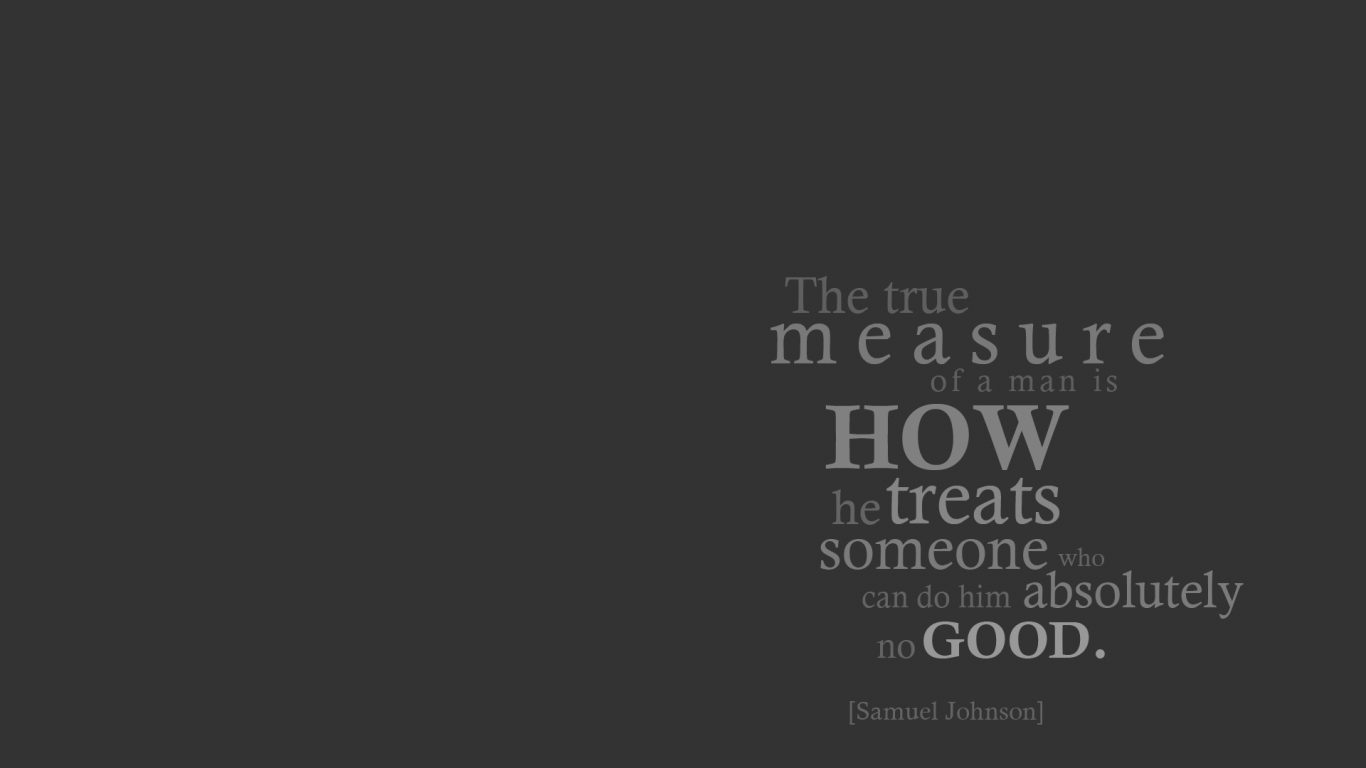 The true
measure
of a man is
HOW
he treats
someone who
can do him absolutely
no GOOD.
[Samuel Johnson]